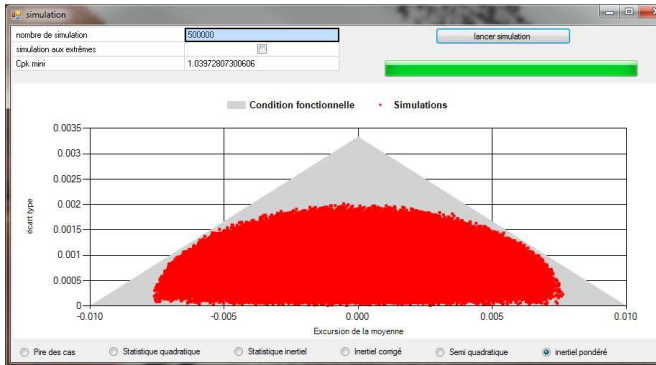 simulation
nombre de simulation 500000 lancer simulation
simulation aux extrêmes
Cpk mini 1.03972807300606
Condition fonctionnelle Simulations
0.0035
0.003
0.0025
0.002
0.0015
0.001
0.0005
0
écart type
-0.010 -0.005 0.000 0.005 0.010
Excursion de la moyenne
Pire des cas Statistique quadratique Statistique inertiel Inertiel corrigé Semi quadratique inertiel pondéré